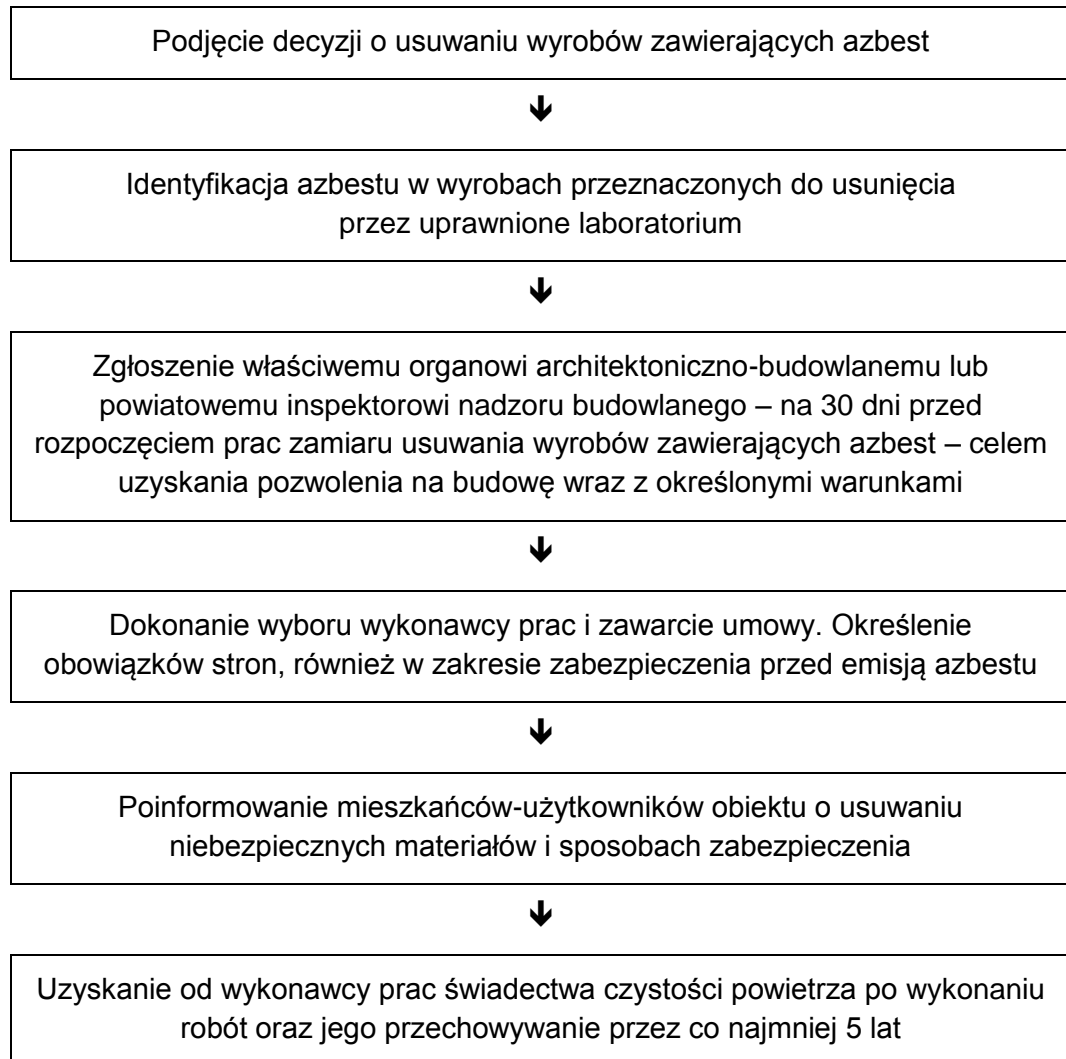 Podjęcie decyzji o usuwaniu wyrobów zawierających azbest
Identyfikacja azbestu w wyrobach przeznaczonych do usunięcia
przez uprawnione laboratorium
Zgłoszenie właściwemu organowi architektoniczno-budowlanemu lub
powiatowemu inspektorowi nadzoru budowlanego – na 30 dni przed
rozpoczęciem prac zamiaru usuwania wyrobów zawierających azbest – celem
uzyskania pozwolenia na budowę wraz z określonymi warunkami
Dokonanie wyboru wykonawcy prac i zawarcie umowy. Określenie
obowiązków stron, również w zakresie zabezpieczenia przed emisją azbestu
Poinformowanie mieszkańców-użytkowników obiektu o usuwaniu
niebezpiecznych materiałów i sposobach zabezpieczenia
Uzyskanie od wykonawcy prac świadectwa czystości powietrza po wykonaniu
robót oraz jego przechowywanie przez co najmniej 5 lat